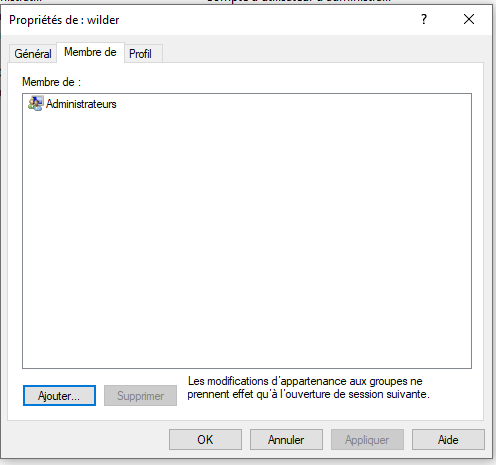 Propriétés de : wilder
Général
Membre de
Profil
Membre de :
Administrateurs
Ajouter...
Supprimer
Les modifications d'appartenance aux groupes ne
prennent effet qu'à l'ouverture de session suivante.
OK
Annuler
Appliquer
Aide